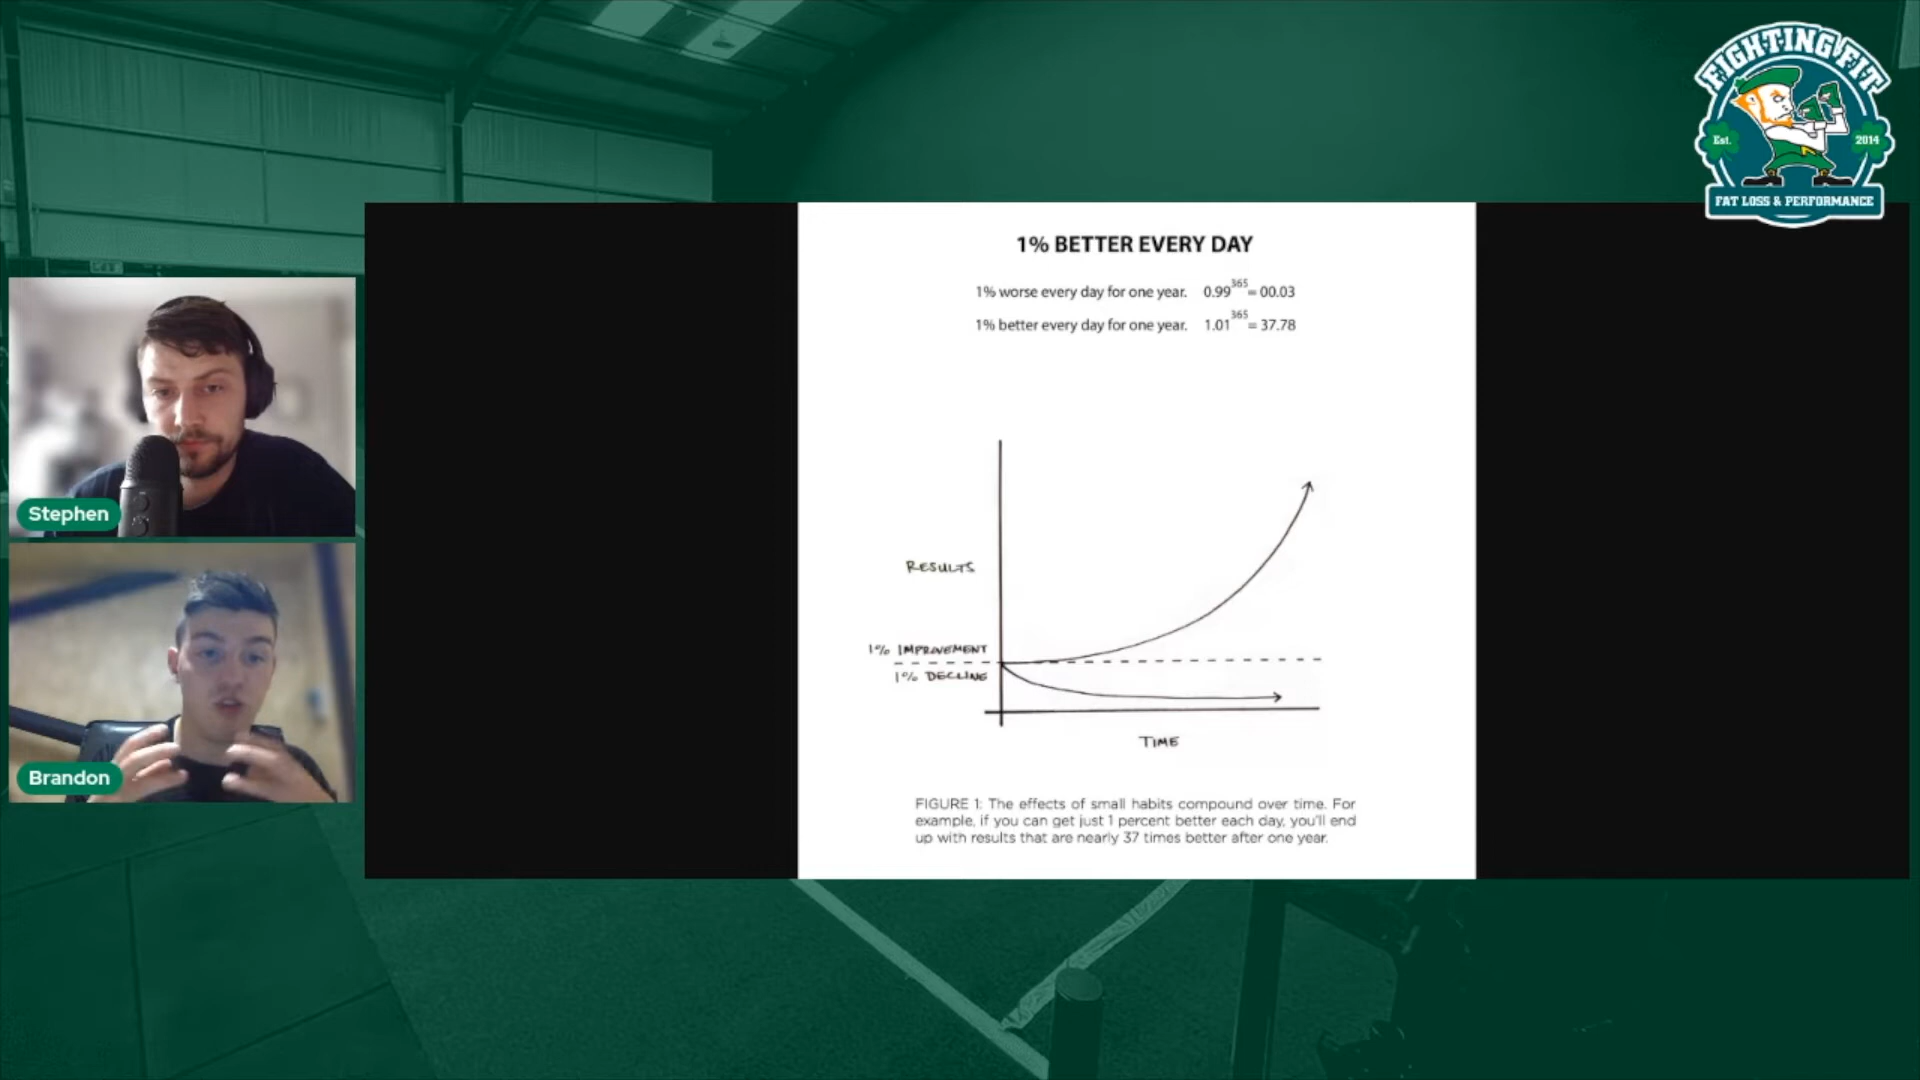 FIGHTING FIT
Est. 2014
FAT LOSS & PERFORMANCE
1% BETTER EVERY DAY
1% worse every day for one year. 0.99^365 = 00.03
1% better every day for one year. 1.01^365 = 37.78
RESULTS
1% IMPROVEMENT
1% DECLINE
TIME
FIGURE 1: The effects of small habits compound over time. For
example, if you can get just 1 percent better each day, you'll end
up with results that are nearly 37 times better after one year.
Stephen
Brandon